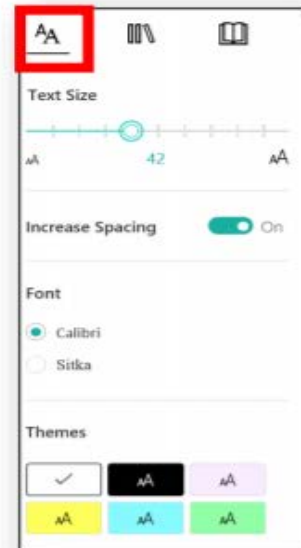 AA
Text Size
AA 42 AA
Increase Spacing On
Font
Calibri
Sitka
Themes
AA AA
AA AA AA